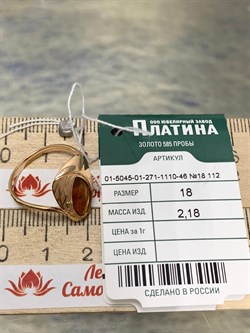 ООО ЮВЕЛИРНЫЙ ЗАВОД
ПЛАТИНА
ЗОЛОТО 585 ПРОБЫ
АРТИКУЛ
01-5045-01-271-1110-46 №18 112
РАЗМЕР 18
МАССА ИЗД. 2,18
ЦЕНА за 1г
ЦЕНА ИЗД.
СДЕЛАНО В РОССИИ